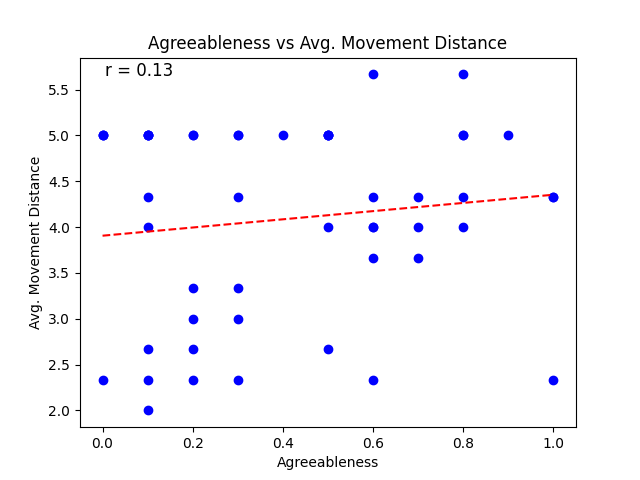 Agreeableness vs Avg. Movement Distance
r = 0.13
5.5
5.0
4.5
4.0
3.5
3.0
2.5
2.0
Avg. Movement Distance
0.0 0.2 0.4 0.6 0.8 1.0
Agreeableness